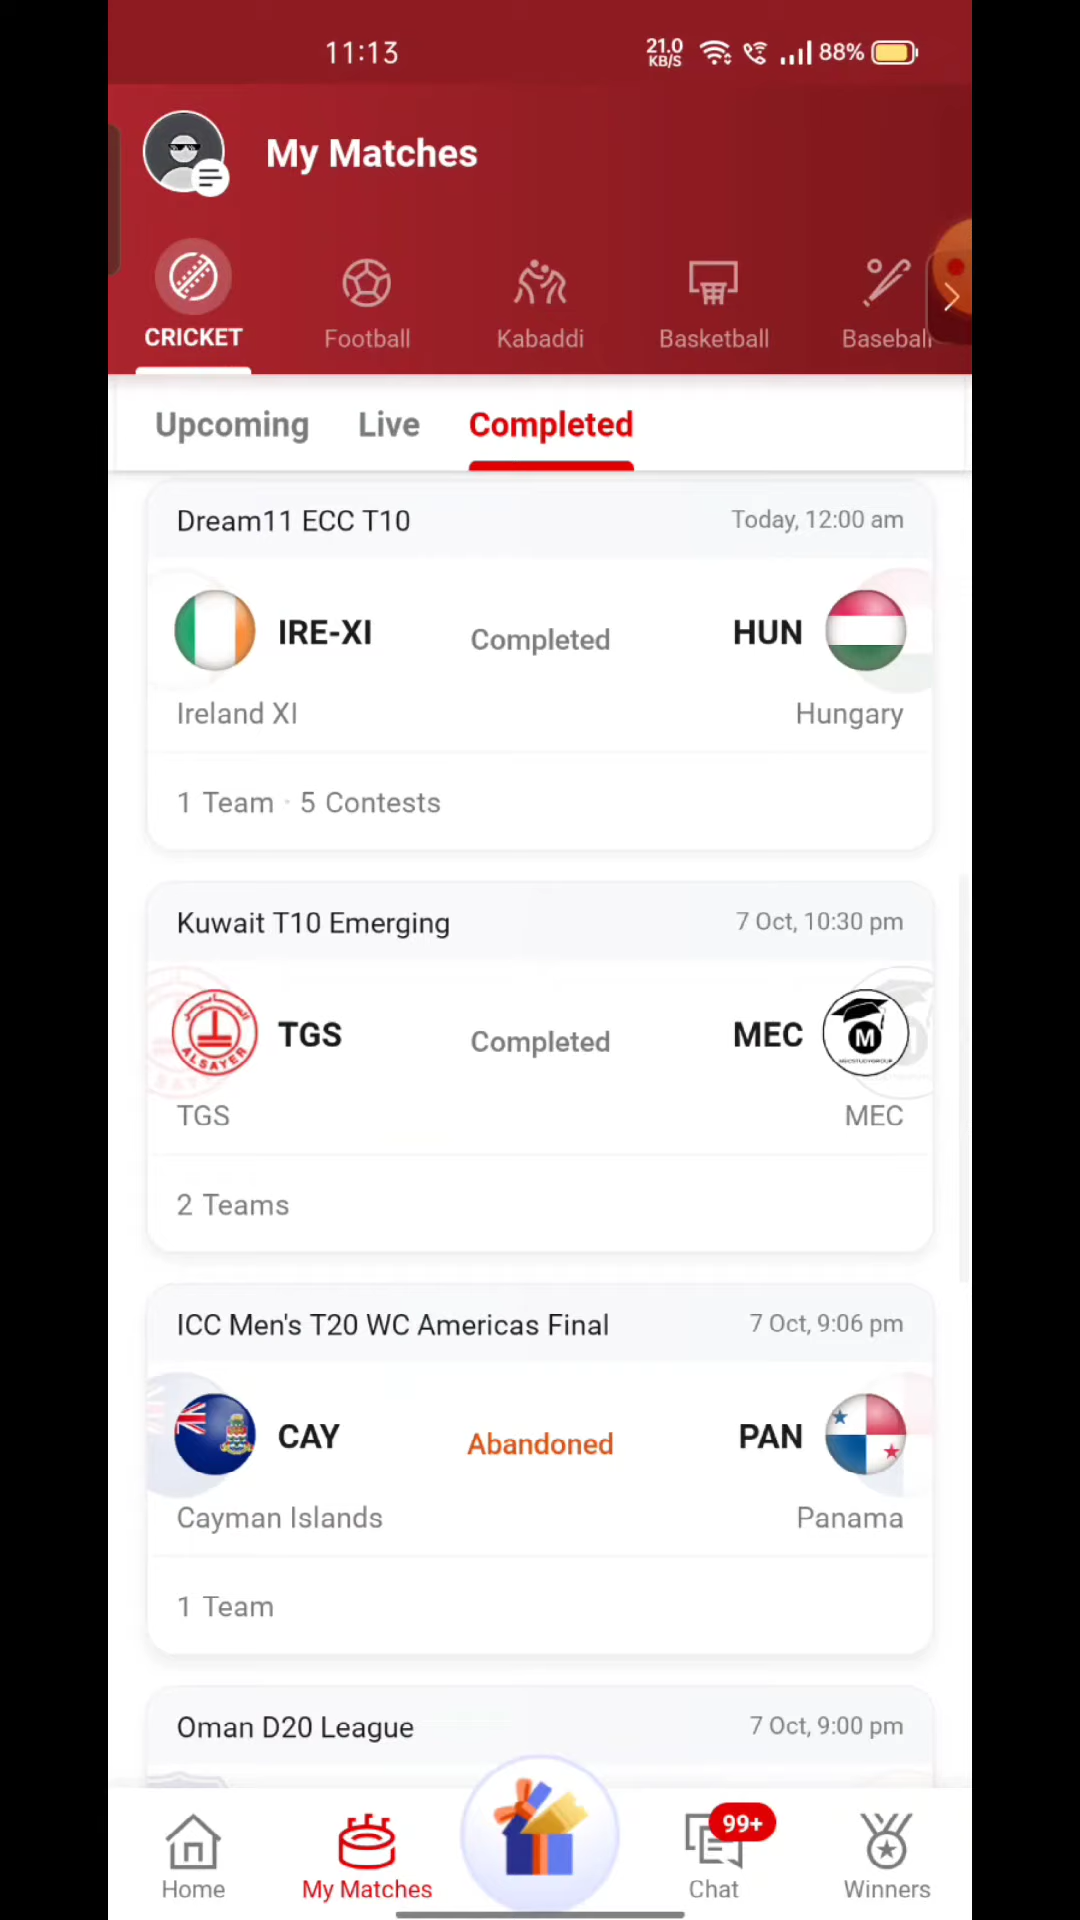 11:13
21.0
KB/S
88%
My Matches
CRICKET
Football
Kabaddi
Basketball
Baseball
Upcoming
Live
Completed
Dream11 ECC T10
Today, 12:00 am
IRE-XI
Completed
HUN
Ireland XI
Hungary
1 Team · 5 Contests
Kuwait T10 Emerging
7 Oct, 10:30 pm
ALSAYER
TGS
Completed
M
MEC
TGS
MEC
2 Teams
ICC Men's T20 WC Americas Final
7 Oct, 9:06 pm
CAY
Abandoned
PAN
Cayman Islands
Panama
1 Team
Oman D20 League
7 Oct, 9:00 pm
99+
Home
My Matches
Chat
Winners